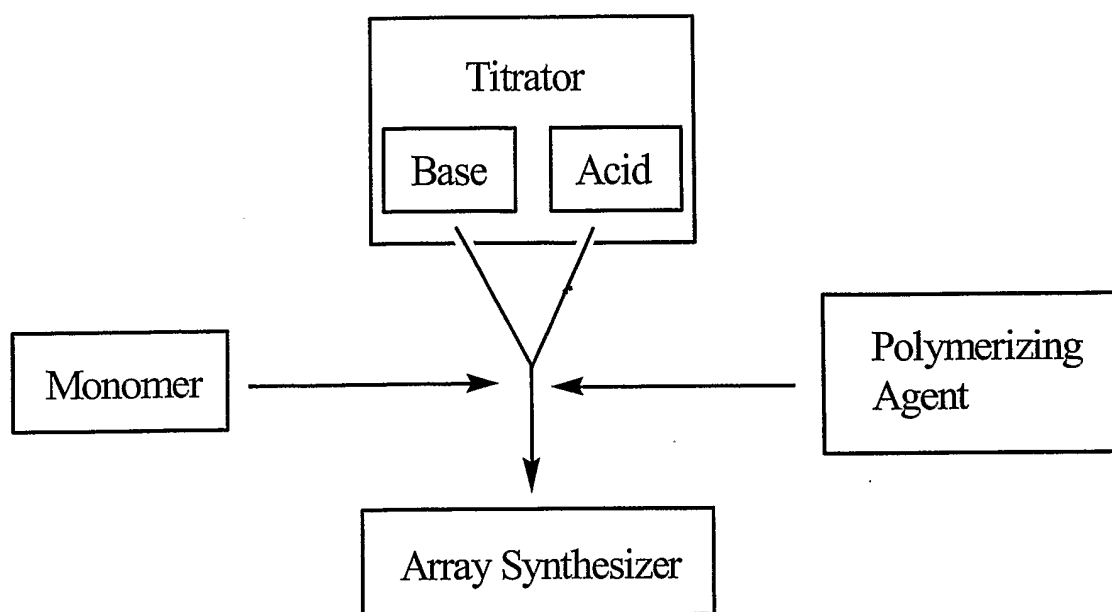 Titrator
Base
Acid
Monomer
Polymerizing
Agent
Array Synthesizer